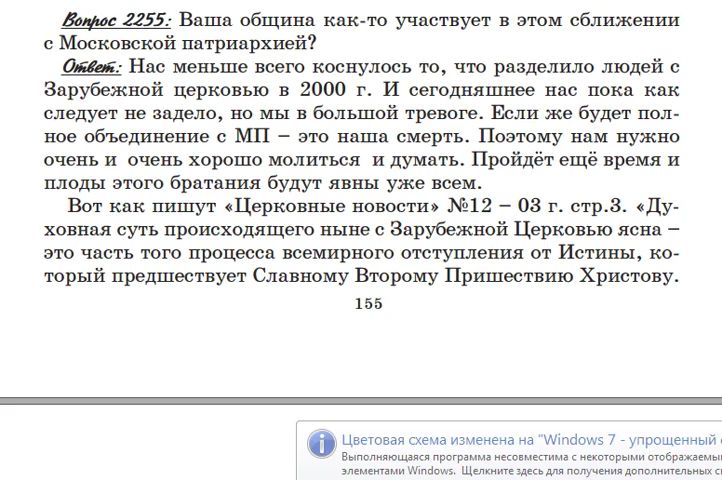 Вопрос 2255: Ваша община как-то участвует в этом сближении
с Московской патриархией?
Ответ: Нас меньше всего коснулось то, что разделило людей с
Зарубежной церковью в 2000 г. И сегодняшнее нас пока как
следует не задело, но мы в большой тревоге. Если же будет пол-
ное объединение с МП – это наша смерть. Поэтому нам нужно
очень и очень хорошо молиться и думать. Пройдёт ещё время и
плоды этого братания будут явны уже всем.
Вот как пишут «Церковные новости» №12 – 03 г. стр.3. «Ду-
ховная суть происходящего ныне с Зарубежной Церковью ясна –
это часть того процесса всемирного отступления от Истины, ко-
торый предшествует Славному Второму Пришествию Христову.
155
Цветовая схема изменена на "Windows 7 - упрощенный
Выполняющаяся программа несовместима с некоторыми
элементами Windows. Щелкните здесь для получения дополнительных